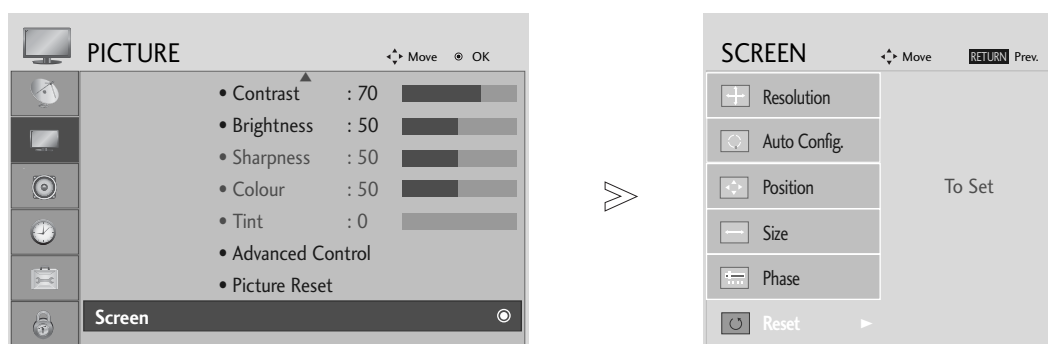 PICTURE
Move OK
• Contrast : 70
• Brightness : 50
• Sharpness : 50
• Colour : 50
• Tint : 0
• Advanced Control
• Picture Reset
Screen
SCREEN
Move RETURN Prev.
Resolution
Auto Config.
Position
To Set
Size
Phase
Reset